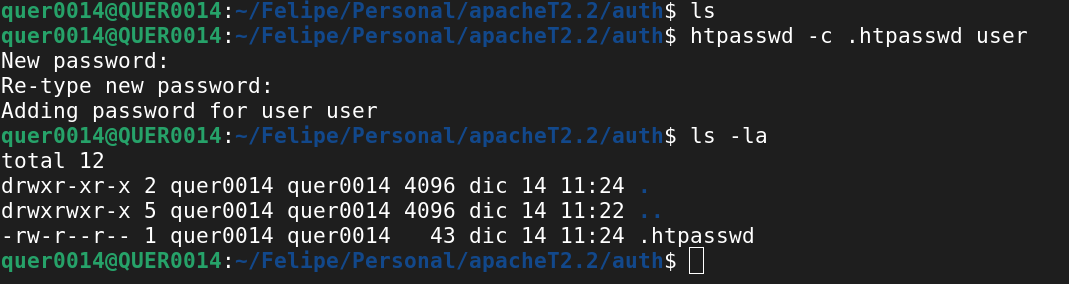 quer0014@QUER0014:~/Felipe/Personal/apacheT2.2/auth$ ls
quer0014@QUER0014:~/Felipe/Personal/apacheT2.2/auth$ htpasswd -c .htpasswd user
New password:
Re-type new password:
Adding password for user user
quer0014@QUER0014:~/Felipe/Personal/apacheT2.2/auth$ ls -la
total 12
drwxr-xr-x 2 quer0014 quer0014 4096 dic 14 11:24 .
drwxrwxr-x 5 quer0014 quer0014 4096 dic 14 11:22 ..
-rw-r--r-- 1 quer0014 quer0014   43 dic 14 11:24 .htpasswd
quer0014@QUER0014:~/Felipe/Personal/apacheT2.2/auth$